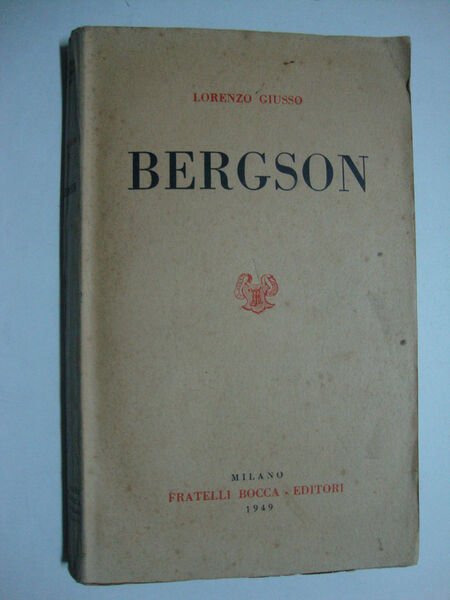 LORENZO GIUSSO
BERGSON
MILANO
FRATELLI BOCCA - EDITORI
1949